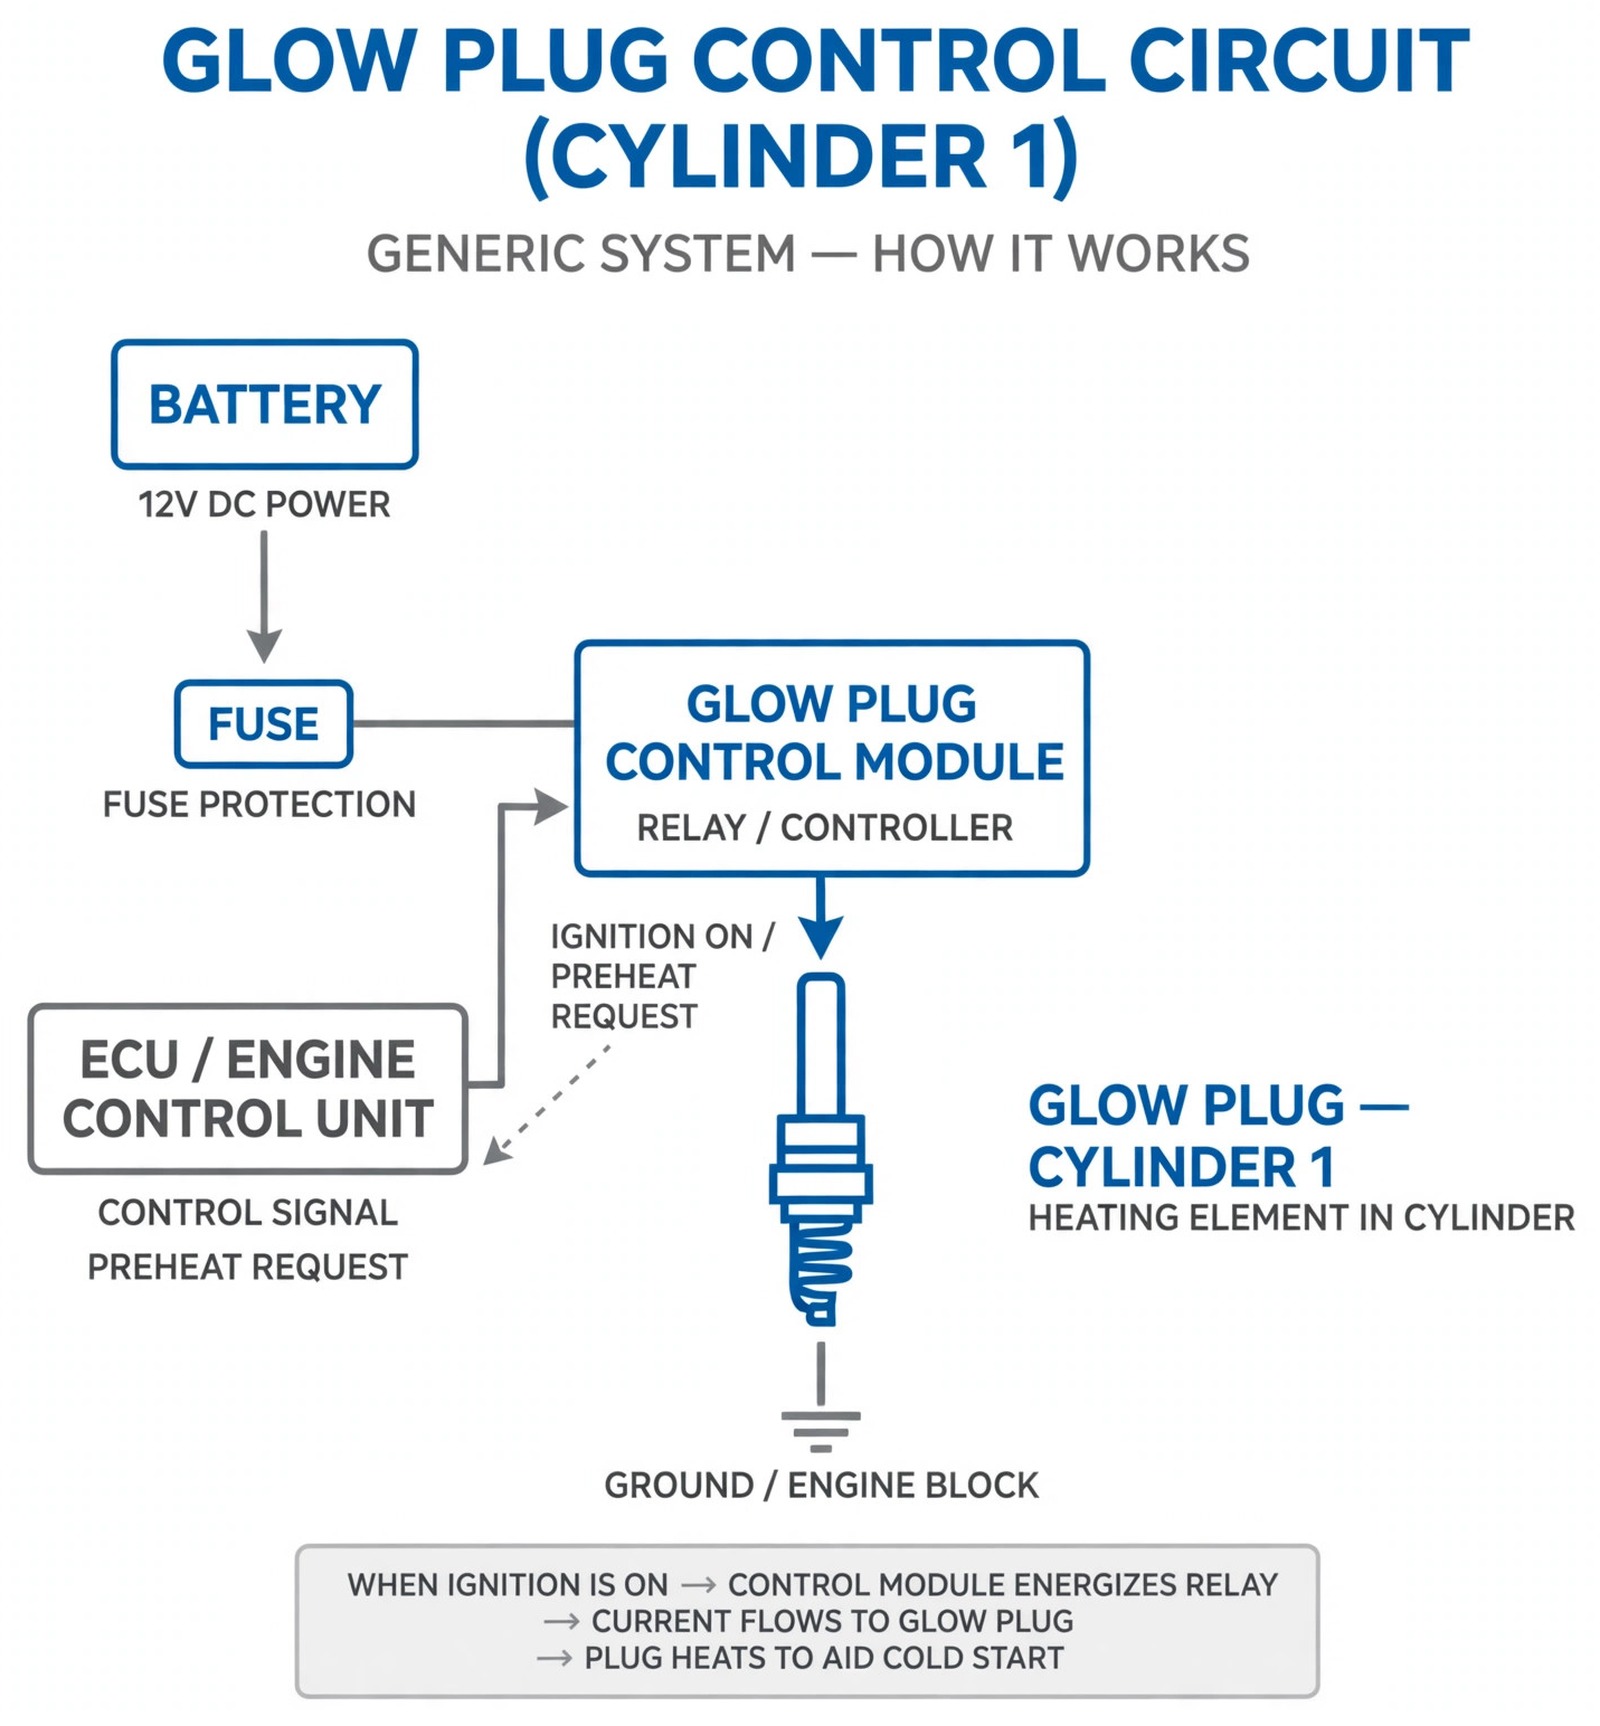 GLOW PLUG CONTROL CIRCUIT
(CYLINDER 1)
GENERIC SYSTEM — HOW IT WORKS
BATTERY
12V DC POWER
FUSE
FUSE PROTECTION
GLOW PLUG
CONTROL MODULE
RELAY / CONTROLLER
IGNITION ON /
PREHEAT
REQUEST
ECU / ENGINE
CONTROL UNIT
CONTROL SIGNAL
PREHEAT REQUEST
GLOW PLUG —
CYLINDER 1
HEATING ELEMENT IN CYLINDER
GROUND / ENGINE BLOCK
WHEN IGNITION IS ON → CONTROL MODULE ENERGIZES RELAY
→ CURRENT FLOWS TO GLOW PLUG
→ PLUG HEATS TO AID COLD START